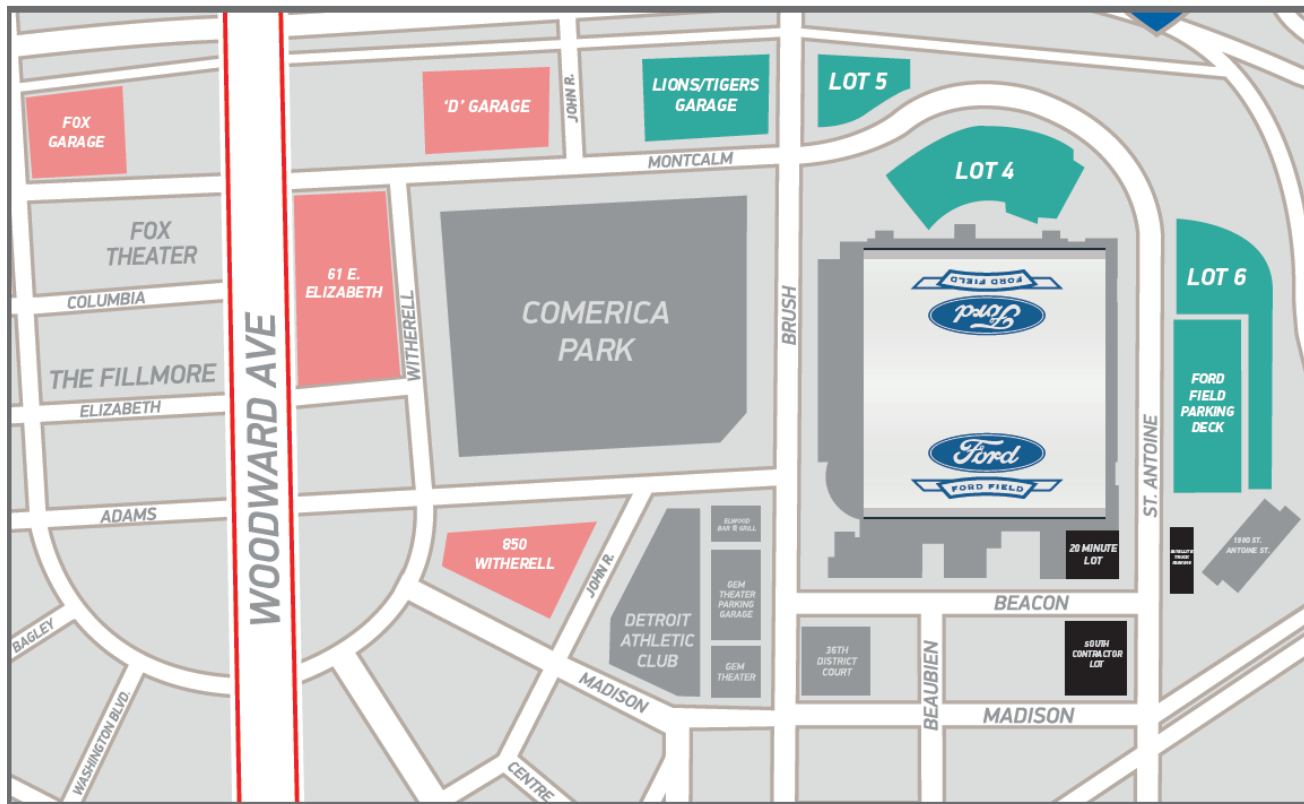 FOX
GARAGE
'D' GARAGE
JOHN R.
LIONS/TIGERS
GARAGE
LOT 5
MONTCALM
LOT 4
FOX
THEATER
61 E.
ELIZABETH
WITHERELL
COLUMBIA
COMERICA
PARK
BRUSH
FORD FIELD
Ford
LOT 6
THE FILLMORE
ELIZABETH
WOODWARD AVE
FORD
FIELD
PARKING
DECK
Ford
FORD FIELD
ST. ANTOINE
ADAMS
850
WITHERELL
JOHN R.
ELWOOD
BAR & GRILL
GEM
THEATER
PARKING
GARAGE
DETROIT
ATHLETIC
CLUB
GEM
THEATER
20 MINUTE
LOT
1900 ST.
ANTOINE ST.
BEACON
BAGLEY
WASHINGTON BLVD.
MADISON
CENTRE
36TH
DISTRICT
COURT
BEAUBIEN
SOUTH
CONTRACTOR
LOT
MADISON